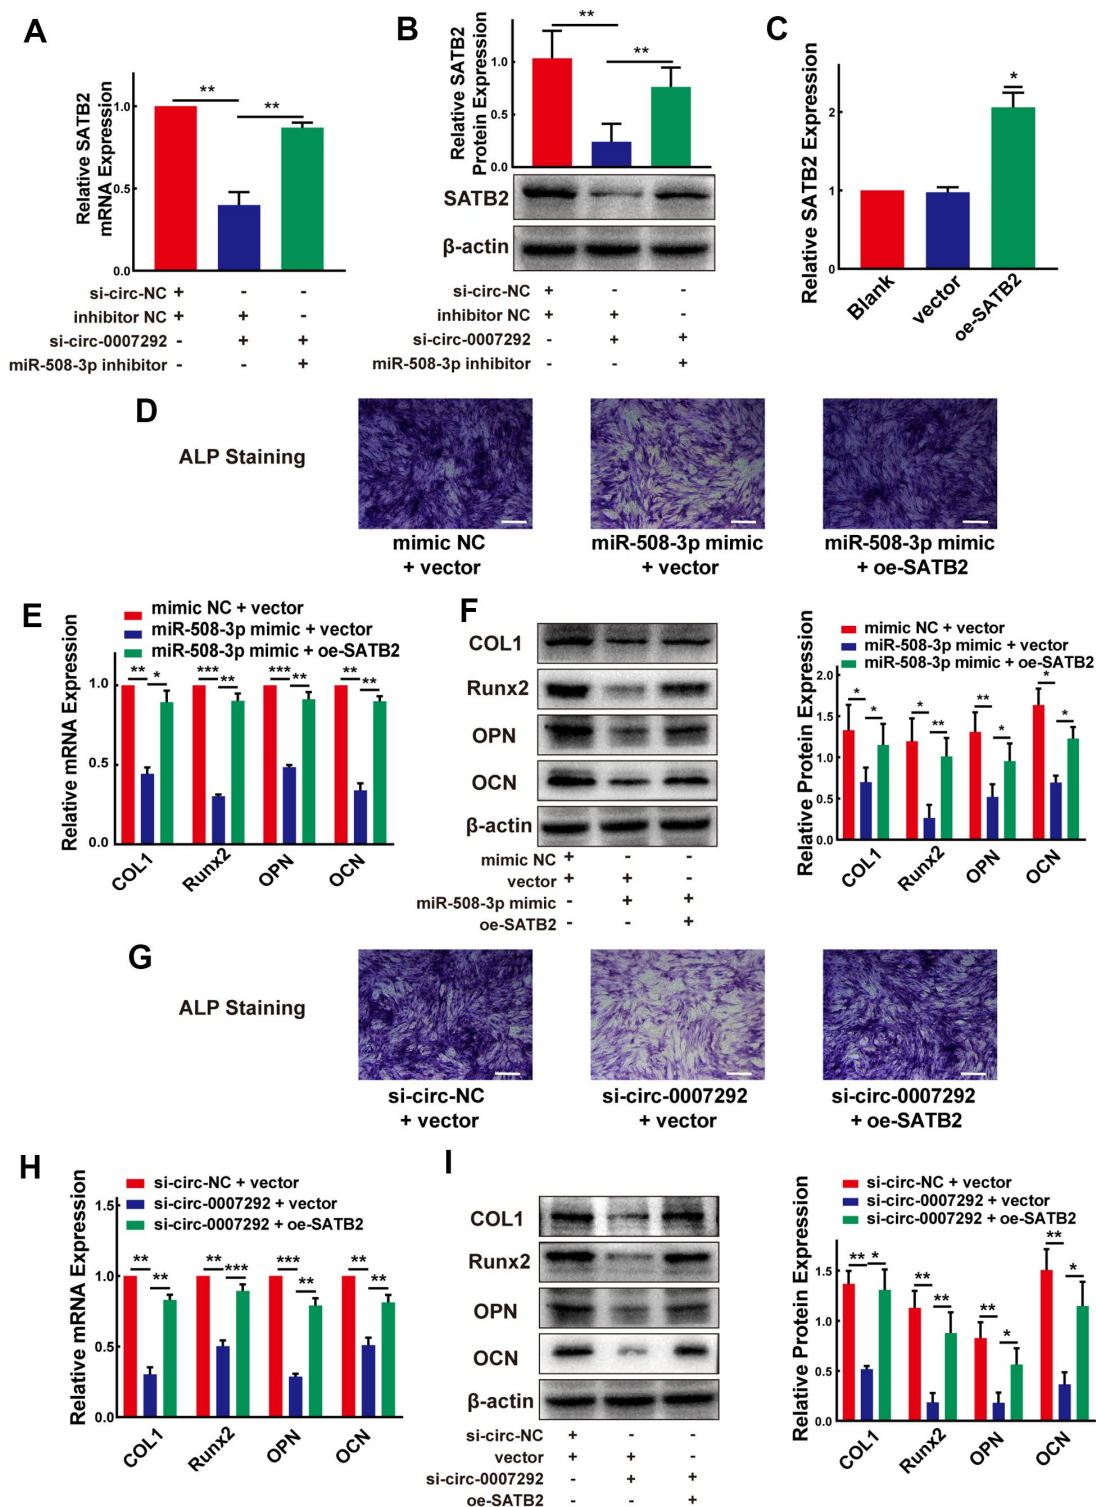 A
Relative SATB2
mRNA Expression
1.0
0.5
0.0
**
**
si-circ-NC + - -
inhibitor NC + + -
si-circ-0007292 - + +
miR-508-3p inhibitor - - +
B
Relative SATB2
Protein Expression
1.0
0.5
0.0
**
**
SATB2
β-actin
si-circ-NC + - -
inhibitor NC + + -
si-circ-0007292 - + +
miR-508-3p inhibitor - - +
C
Relative SATB2 Expression
2
1
0
*
Blank
vector
oe-SATB2
D
ALP Staining
mimic NC
+ vector
miR-508-3p mimic
+ vector
miR-508-3p mimic
+ oe-SATB2
E
mimic NC + vector
miR-508-3p mimic + vector
miR-508-3p mimic + oe-SATB2
Relative mRNA Expression
1.0
0.5
0.0
** * *** ** *** ** ** **
COL1 Runx2 OPN OCN
F
COL1
Runx2
OPN
OCN
β-actin
mimic NC + - -
vector + + -
miR-508-3p mimic - + +
oe-SATB2 - - +
mimic NC + vector
miR-508-3p mimic + vector
miR-508-3p mimic + oe-SATB2
Relative Protein Expression
2.0
1.5
1.0
0.5
0.0
* * * ** ** * * *
COL1 Runx2 OPN OCN
G
ALP Staining
si-circ-NC
+ vector
si-circ-0007292
+ vector
si-circ-0007292
+ oe-SATB2
H
si-circ-NC + vector
si-circ-0007292 + vector
si-circ-0007292 + oe-SATB2
Relative mRNA Expression
1.5
1.0
0.5
0.0
** ** ** *** *** ** ** **
COL1 Runx2 OPN OCN
I
COL1
Runx2
OPN
OCN
β-actin
si-circ-NC + - -
vector + + -
si-circ-0007292 - + +
oe-SATB2 - - +
si-circ-NC + vector
si-circ-0007292 + vector
si-circ-0007292 + oe-SATB2
Relative Protein Expression
1.5
1.0
0.5
0.0
** * ** ** ** * ** *
COL1 Runx2 OPN OCN